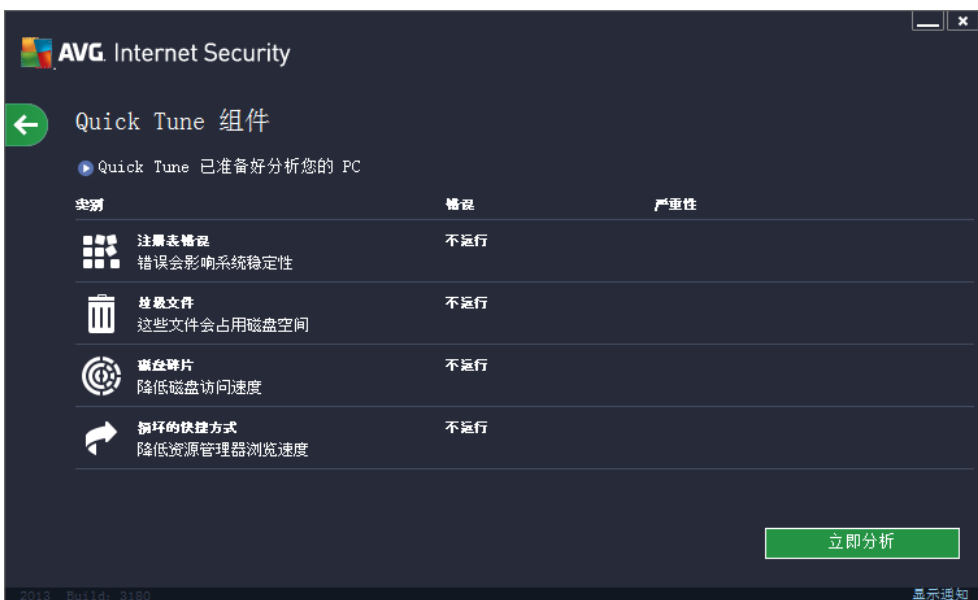 AVG. Internet Security
Quick Tune 组件
Quick Tune 已准备好分析您的 PC
类别 错误 严重性
注册表错误 不运行
错误会影响系统稳定性
垃圾文件 不运行
这些文件会占用磁盘空间
磁盘碎片 不运行
降低磁盘访问速度
损坏的快捷方式 不运行
降低资源管理器浏览速度
立即分析
2013 Build: 3180 显示通知